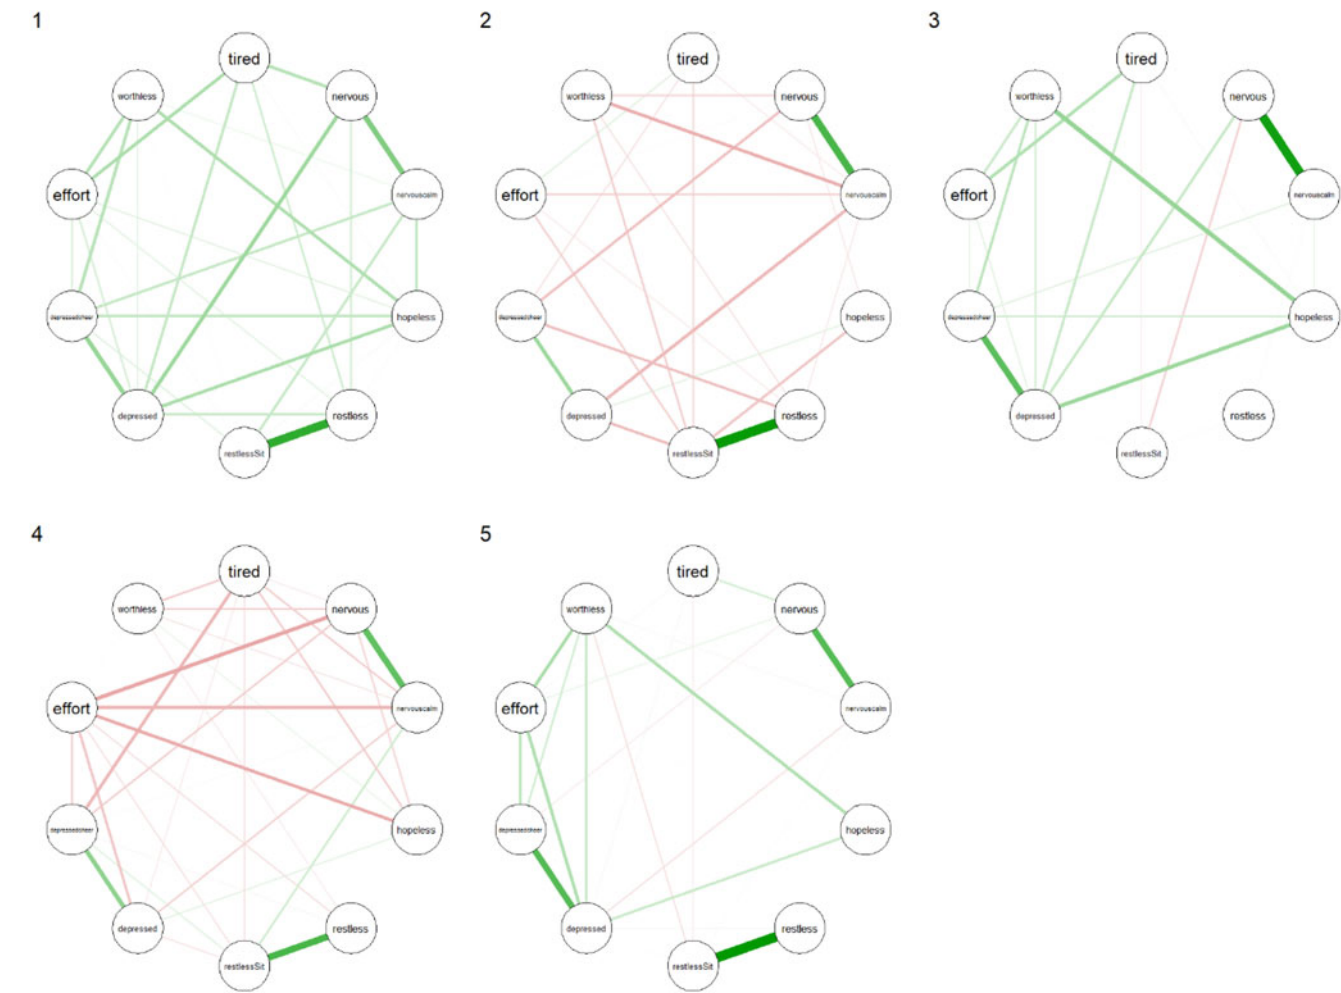 1
tired
worthless
nervous
effort
nervouscalm
depressedcheer
hopeless
depressed
restless
restlessSit
2
tired
worthless
nervous
effort
nervouscalm
depressedcheer
hopeless
depressed
restless
restlessSit
3
tired
worthless
nervous
effort
nervouscalm
depressedcheer
hopeless
depressed
restless
restlessSit
4
tired
worthless
nervous
effort
nervouscalm
depressedcheer
hopeless
depressed
restless
restlessSit
5
tired
worthless
nervous
effort
nervouscalm
depressedcheer
hopeless
depressed
restless
restlessSit